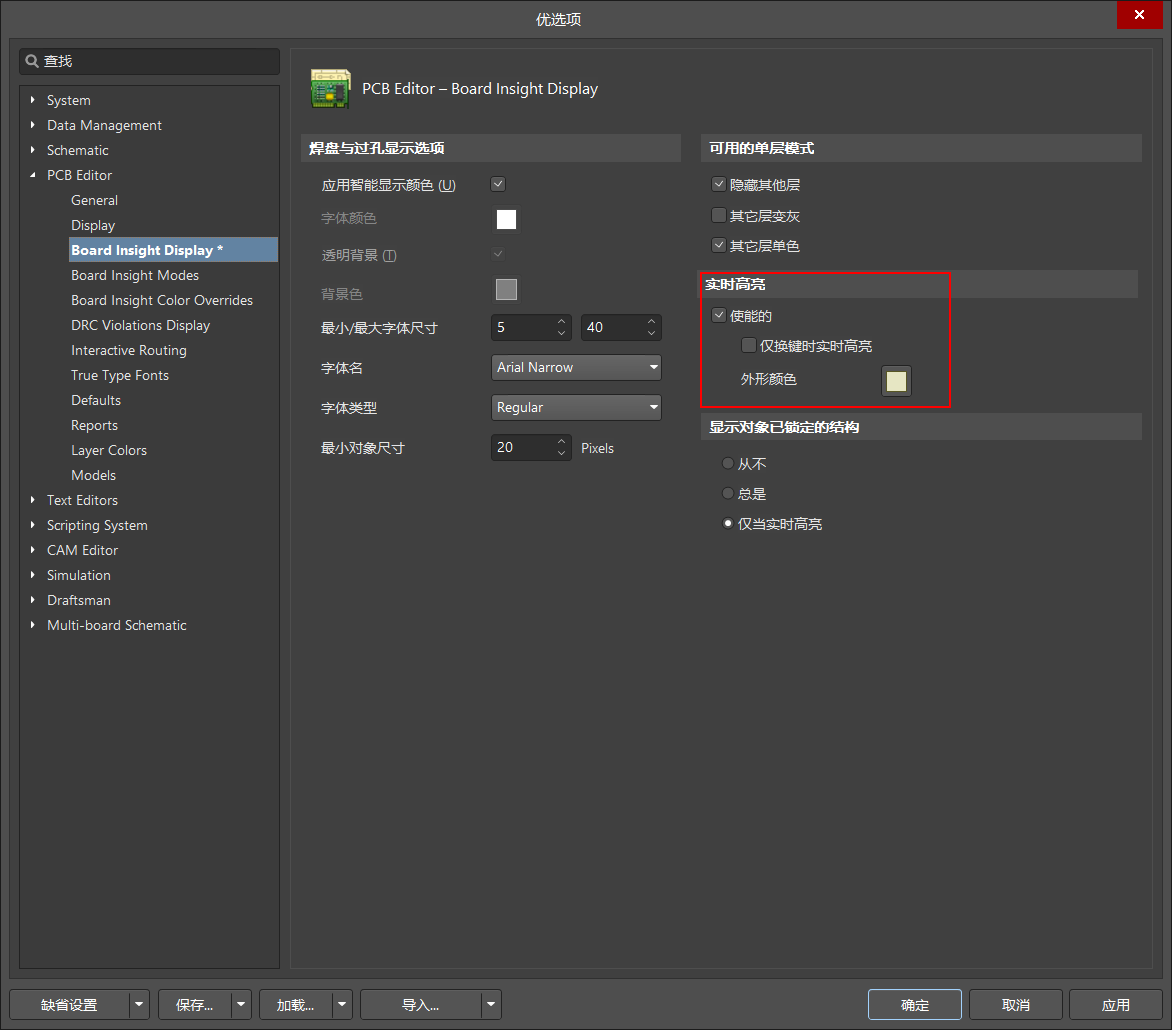 优选项
查找
System
Data Management
Schematic
PCB Editor
General
Display
Board Insight Display *
Board Insight Modes
Board Insight Color Overrides
DRC Violations Display
Interactive Routing
True Type Fonts
Defaults
Reports
Layer Colors
Models
Text Editors
Scripting System
CAM Editor
Simulation
Draftsman
Multi-board Schematic
PCB Editor – Board Insight Display
焊盘与过孔显示选项
应用智能显示颜色 (U)
字体颜色
透明背景 (T)
背景色
最小/最大字体尺寸 5 40
字体名 Arial Narrow
字体类型 Regular
最小对象尺寸 20 Pixels
可用的单层模式
隐藏其他层
其它层变灰
其它层单色
实时高亮
使能的
仅换键时实时高亮
外形颜色
显示对象已锁定的结构
从不
总是
仅当实时高亮
缺省设置 保存... 加载... 导入... 确定 取消 应用